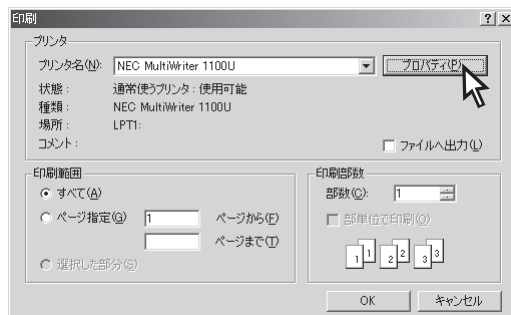 印刷
プリンタ
プリンタ名(N): NEC MultiWriter 1100U プロパティ(P)
状態: 通常使うプリンタ:使用可能
種類: NEC MultiWriter 1100U
場所: LPT1:
コメント: ファイルへ出力(L)
印刷範囲
すべて(A)
ページ指定(G) 1 ページから(F)
ページまで(T)
選択した部分(S)
印刷部数
部数(C): 1
部単位で印刷(O)
1 1 2 2 3 3
OK キャンセル